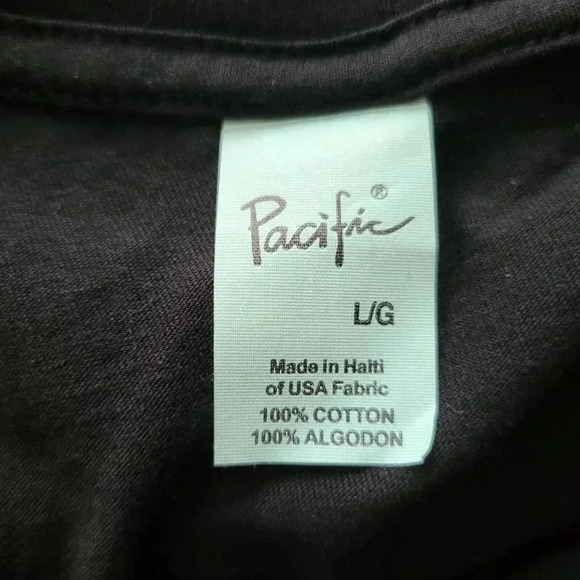 Pacific®
L/G
Made in Haiti
of USA Fabric
100% COTTON
100% ALGODON